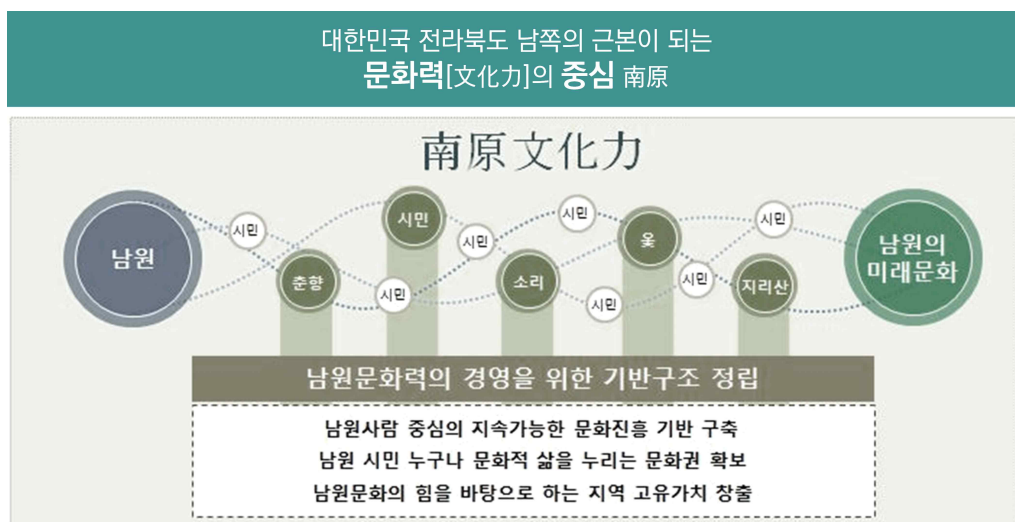 대한민국 전라북도 남쪽의 근본이 되는
문화력[文化力]의 중심 南原
南原文化力
남원
시민
춘향
시민
시민
시민
소리
시민
시민
옻
시민
지리산
시민
남원의
미래문화
남원문화력의 경영을 위한 기반구조 정립
남원사람 중심의 지속가능한 문화진흥 기반 구축
남원 시민 누구나 문화적 삶을 누리는 문화권 확보
남원문화의 힘을 바탕으로 하는 지역 고유가치 창출